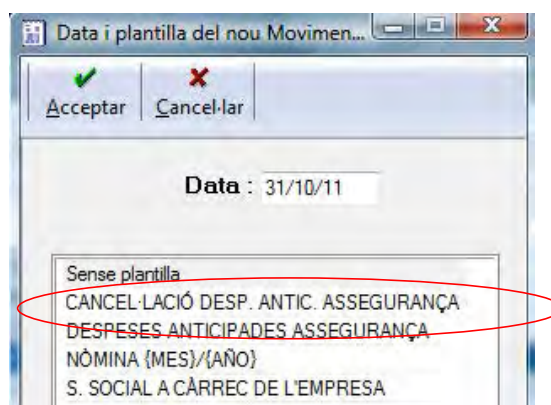 Data i plantilla del nou Movimen...
Acceptar Cancel·lar
Data : 31/10/11
Sense plantilla
CANCEL·LACIÓ DESP. ANTIC. ASSEGURANÇA
DESPESES ANTICIPADES ASSEGURANÇA
NÒMINA {MES}/{AÑO}
S. SOCIAL A CÀRREC DE L'EMPRESA